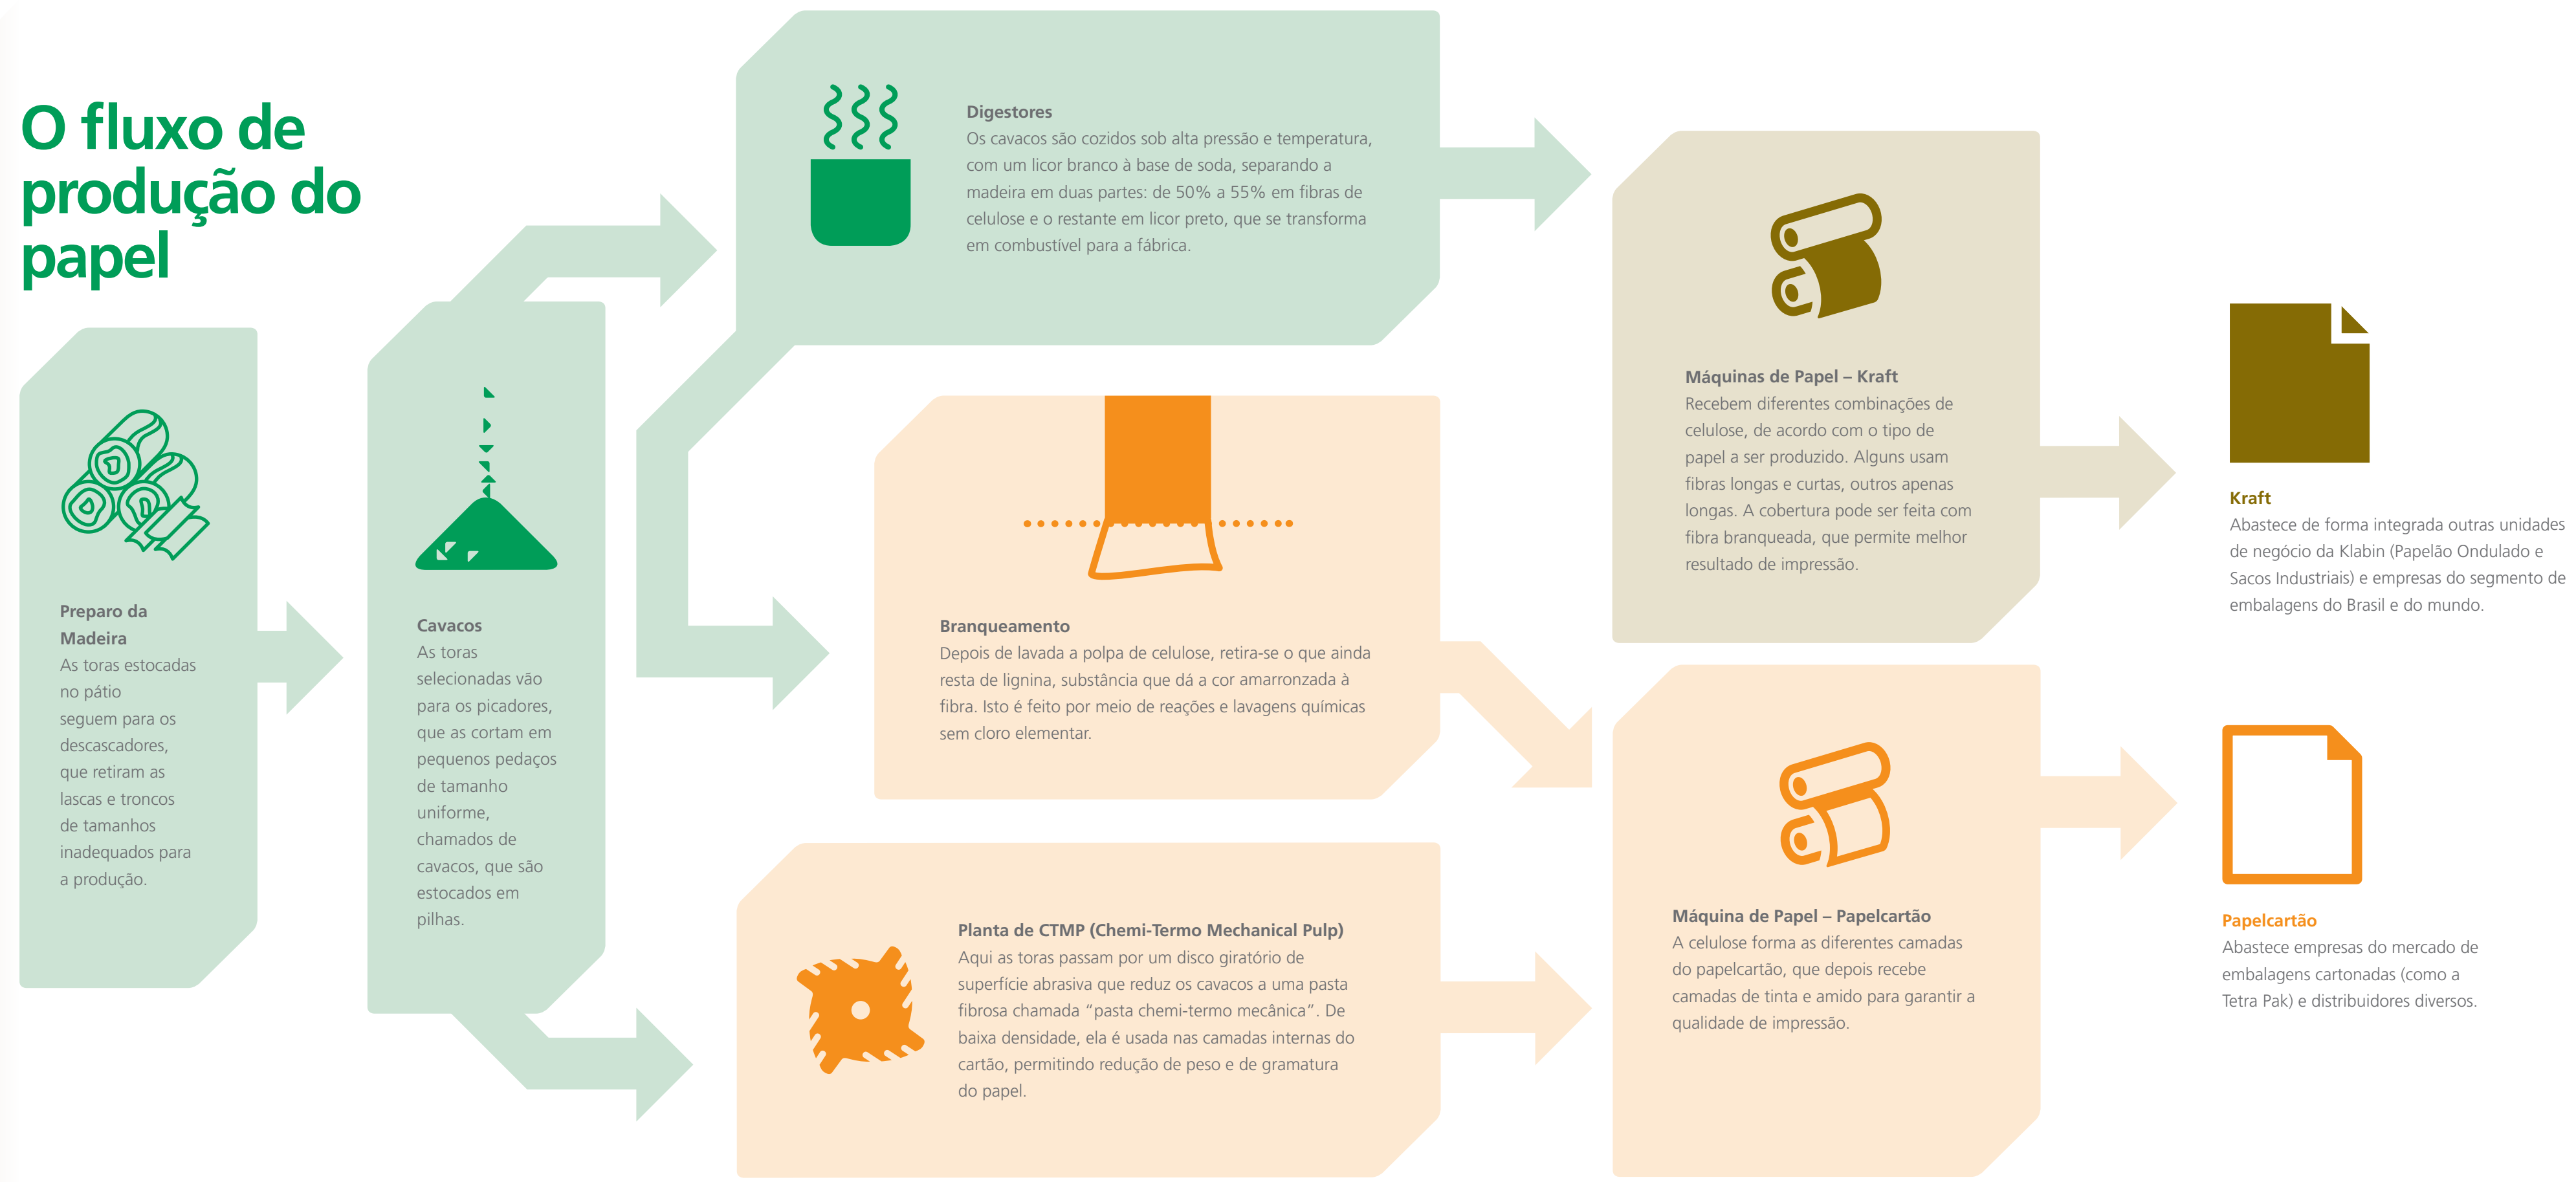 O fluxo de
produção do
papel
Preparo da
Madeira
As toras estocadas
no pátio
seguem para os
descascadores,
que retiram as
lascas e troncos
de tamanhos
inadequados para
a produção.
Cavacos
As toras
selecionadas vão
para os picadores,
que as cortam em
pequenos pedaços
de tamanho
uniforme,
chamados de
cavacos, que são
estocados em
pilhas.
Digestores
Os cavacos são cozidos sob alta pressão e temperatura,
com um licor branco à base de soda, separando a
madeira em duas partes: de 50% a 55% em fibras de
celulose e o restante em licor preto, que se transforma
em combustível para a fábrica.
Branqueamento
Depois de lavada a polpa de celulose, retira-se o que ainda
resta de lignina, substância que dá a cor amarronzada à
fibra. Isto é feito por meio de reações e lavagens químicas
sem cloro elementar.
Planta de CTMP (Chemi-Termo Mechanical Pulp)
Aqui as toras passam por um disco giratório de
superfície abrasiva que reduz os cavacos a uma pasta
fibrosa chamada “pasta chemi-termo mecânica”. De
baixa densidade, ela é usada nas camadas internas do
cartão, permitindo redução de peso e de gramatura
do papel.
Máquinas de Papel – Kraft
Recebem diferentes combinações de
celulose, de acordo com o tipo de
papel a ser produzido. Alguns usam
fibras longas e curtas, outros apenas
longas. A cobertura pode ser feita com
fibra branqueada, que permite melhor
resultado de impressão.
Máquina de Papel – Papelcartão
A celulose forma as diferentes camadas
do papelcartão, que depois recebe
camadas de tinta e amido para garantir a
qualidade de impressão.
Kraft
Abastece de forma integrada outras unidades
de negócio da Klabin (Papelão Ondulado e
Sacos Industriais) e empresas do segmento de
embalagens do Brasil e do mundo.
Papelcartão
Abastece empresas do mercado de
embalagens cartonadas (como a
Tetra Pak) e distribuidores diversos.